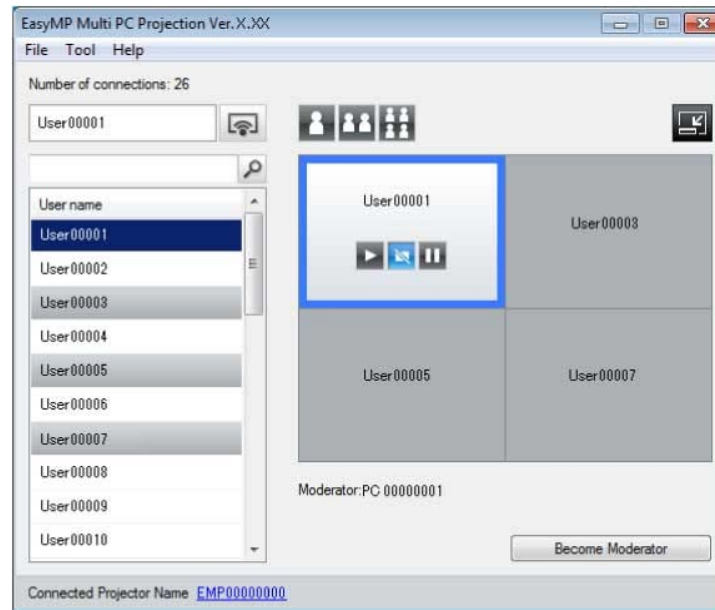 EasyMP Multi PC Projection Ver.X.XX
File Tool Help
Number of connections: 26
User00001
User name
User00001
User00002
User00003
User00004
User00005
User00006
User00007
User00008
User00009
User00010
User00001
User00003
User00005
User00007
Moderator:PC 00000001
Become Moderator
Connected Projector Name EMP00000000